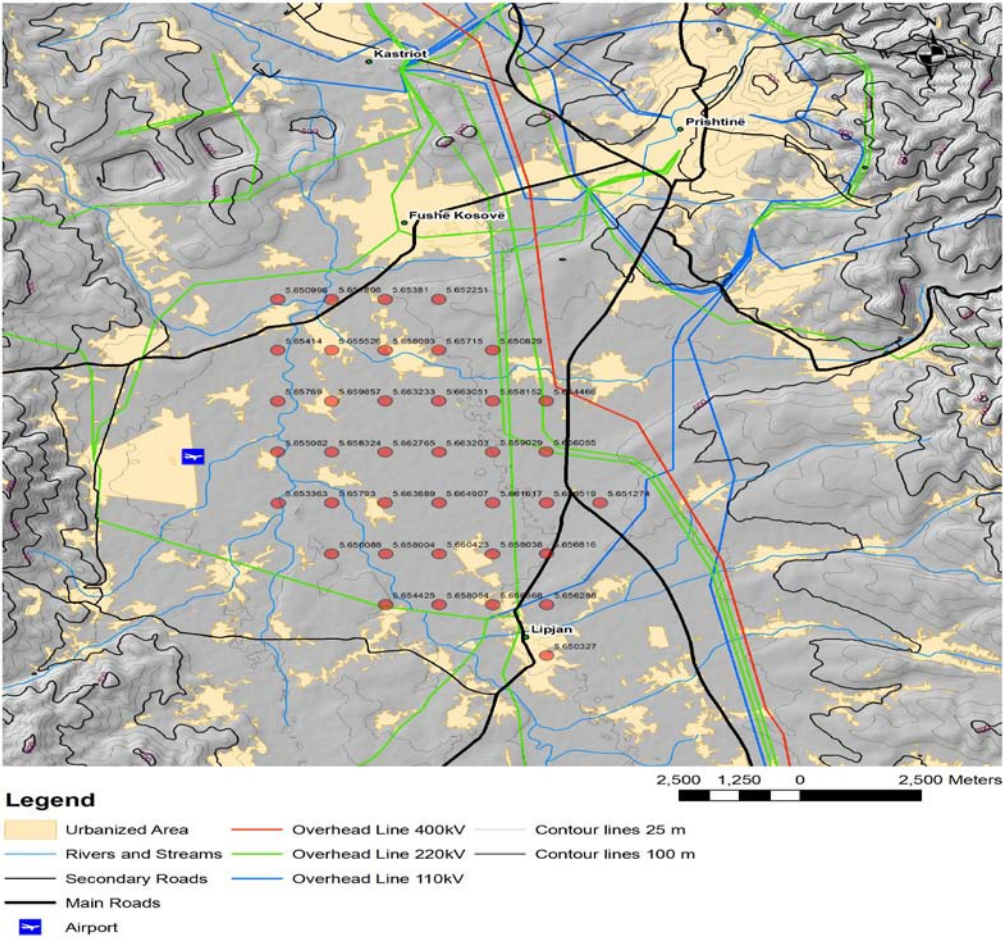 Kastriot
Prishtinë
Fushë Kosovë
5.650996 5.65381 5.652251
5.65414 5.655526 5.658093 5.65715 5.650829
5.65769 5.659857 5.663233 5.663051 5.658152
5.655082 5.658324 5.662765 5.663203 5.659029 5.656055
5.653363 5.65793 5.663689 5.664907 5.661617 5.651274
5.656088 5.658004 5.660423 5.658038 5.656816
5.654425 5.658054 5.656286
Lipjan
5.650327
2,500 1,250 0 2,500 Meters
Legend
Urbanized Area Overhead Line 400kV Contour lines 25 m
Rivers and Streams Overhead Line 220kV Contour lines 100 m
Secondary Roads Overhead Line 110kV
Main Roads
Airport